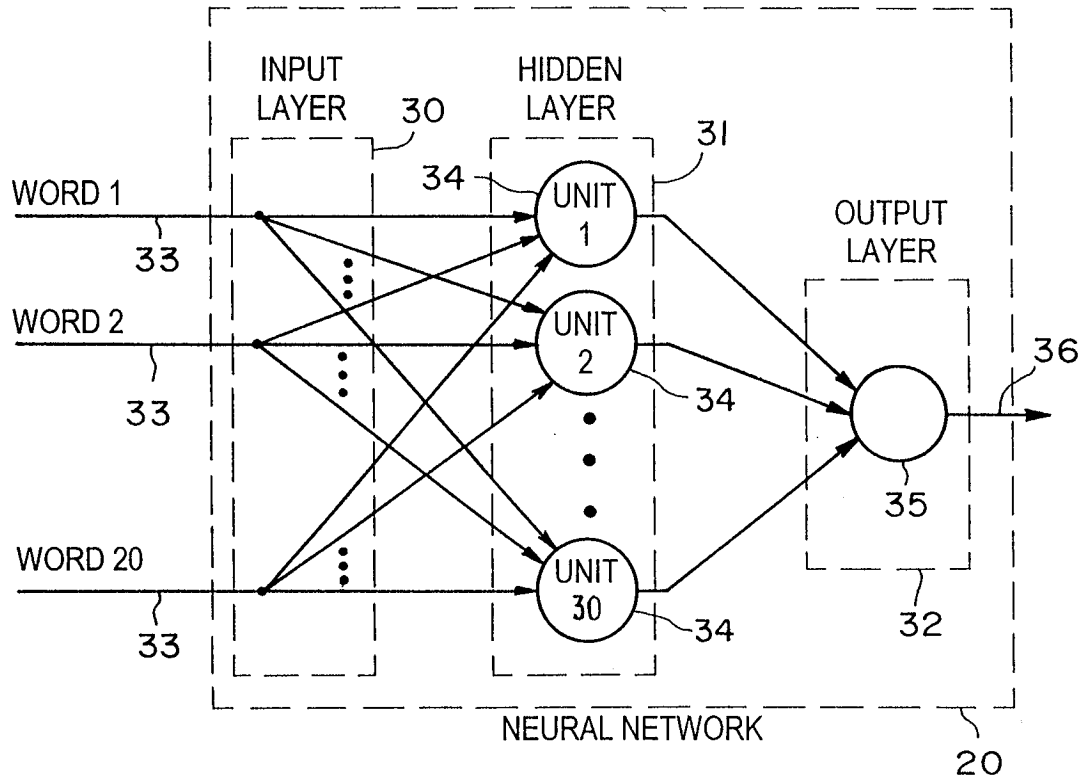 INPUT
LAYER
30
HIDDEN
LAYER
31
34
WORD 1
33
UNIT
1
OUTPUT
LAYER
WORD 2
33
UNIT
2
34
36
35
WORD 20
33
UNIT
30
34
32
NEURAL NETWORK
20